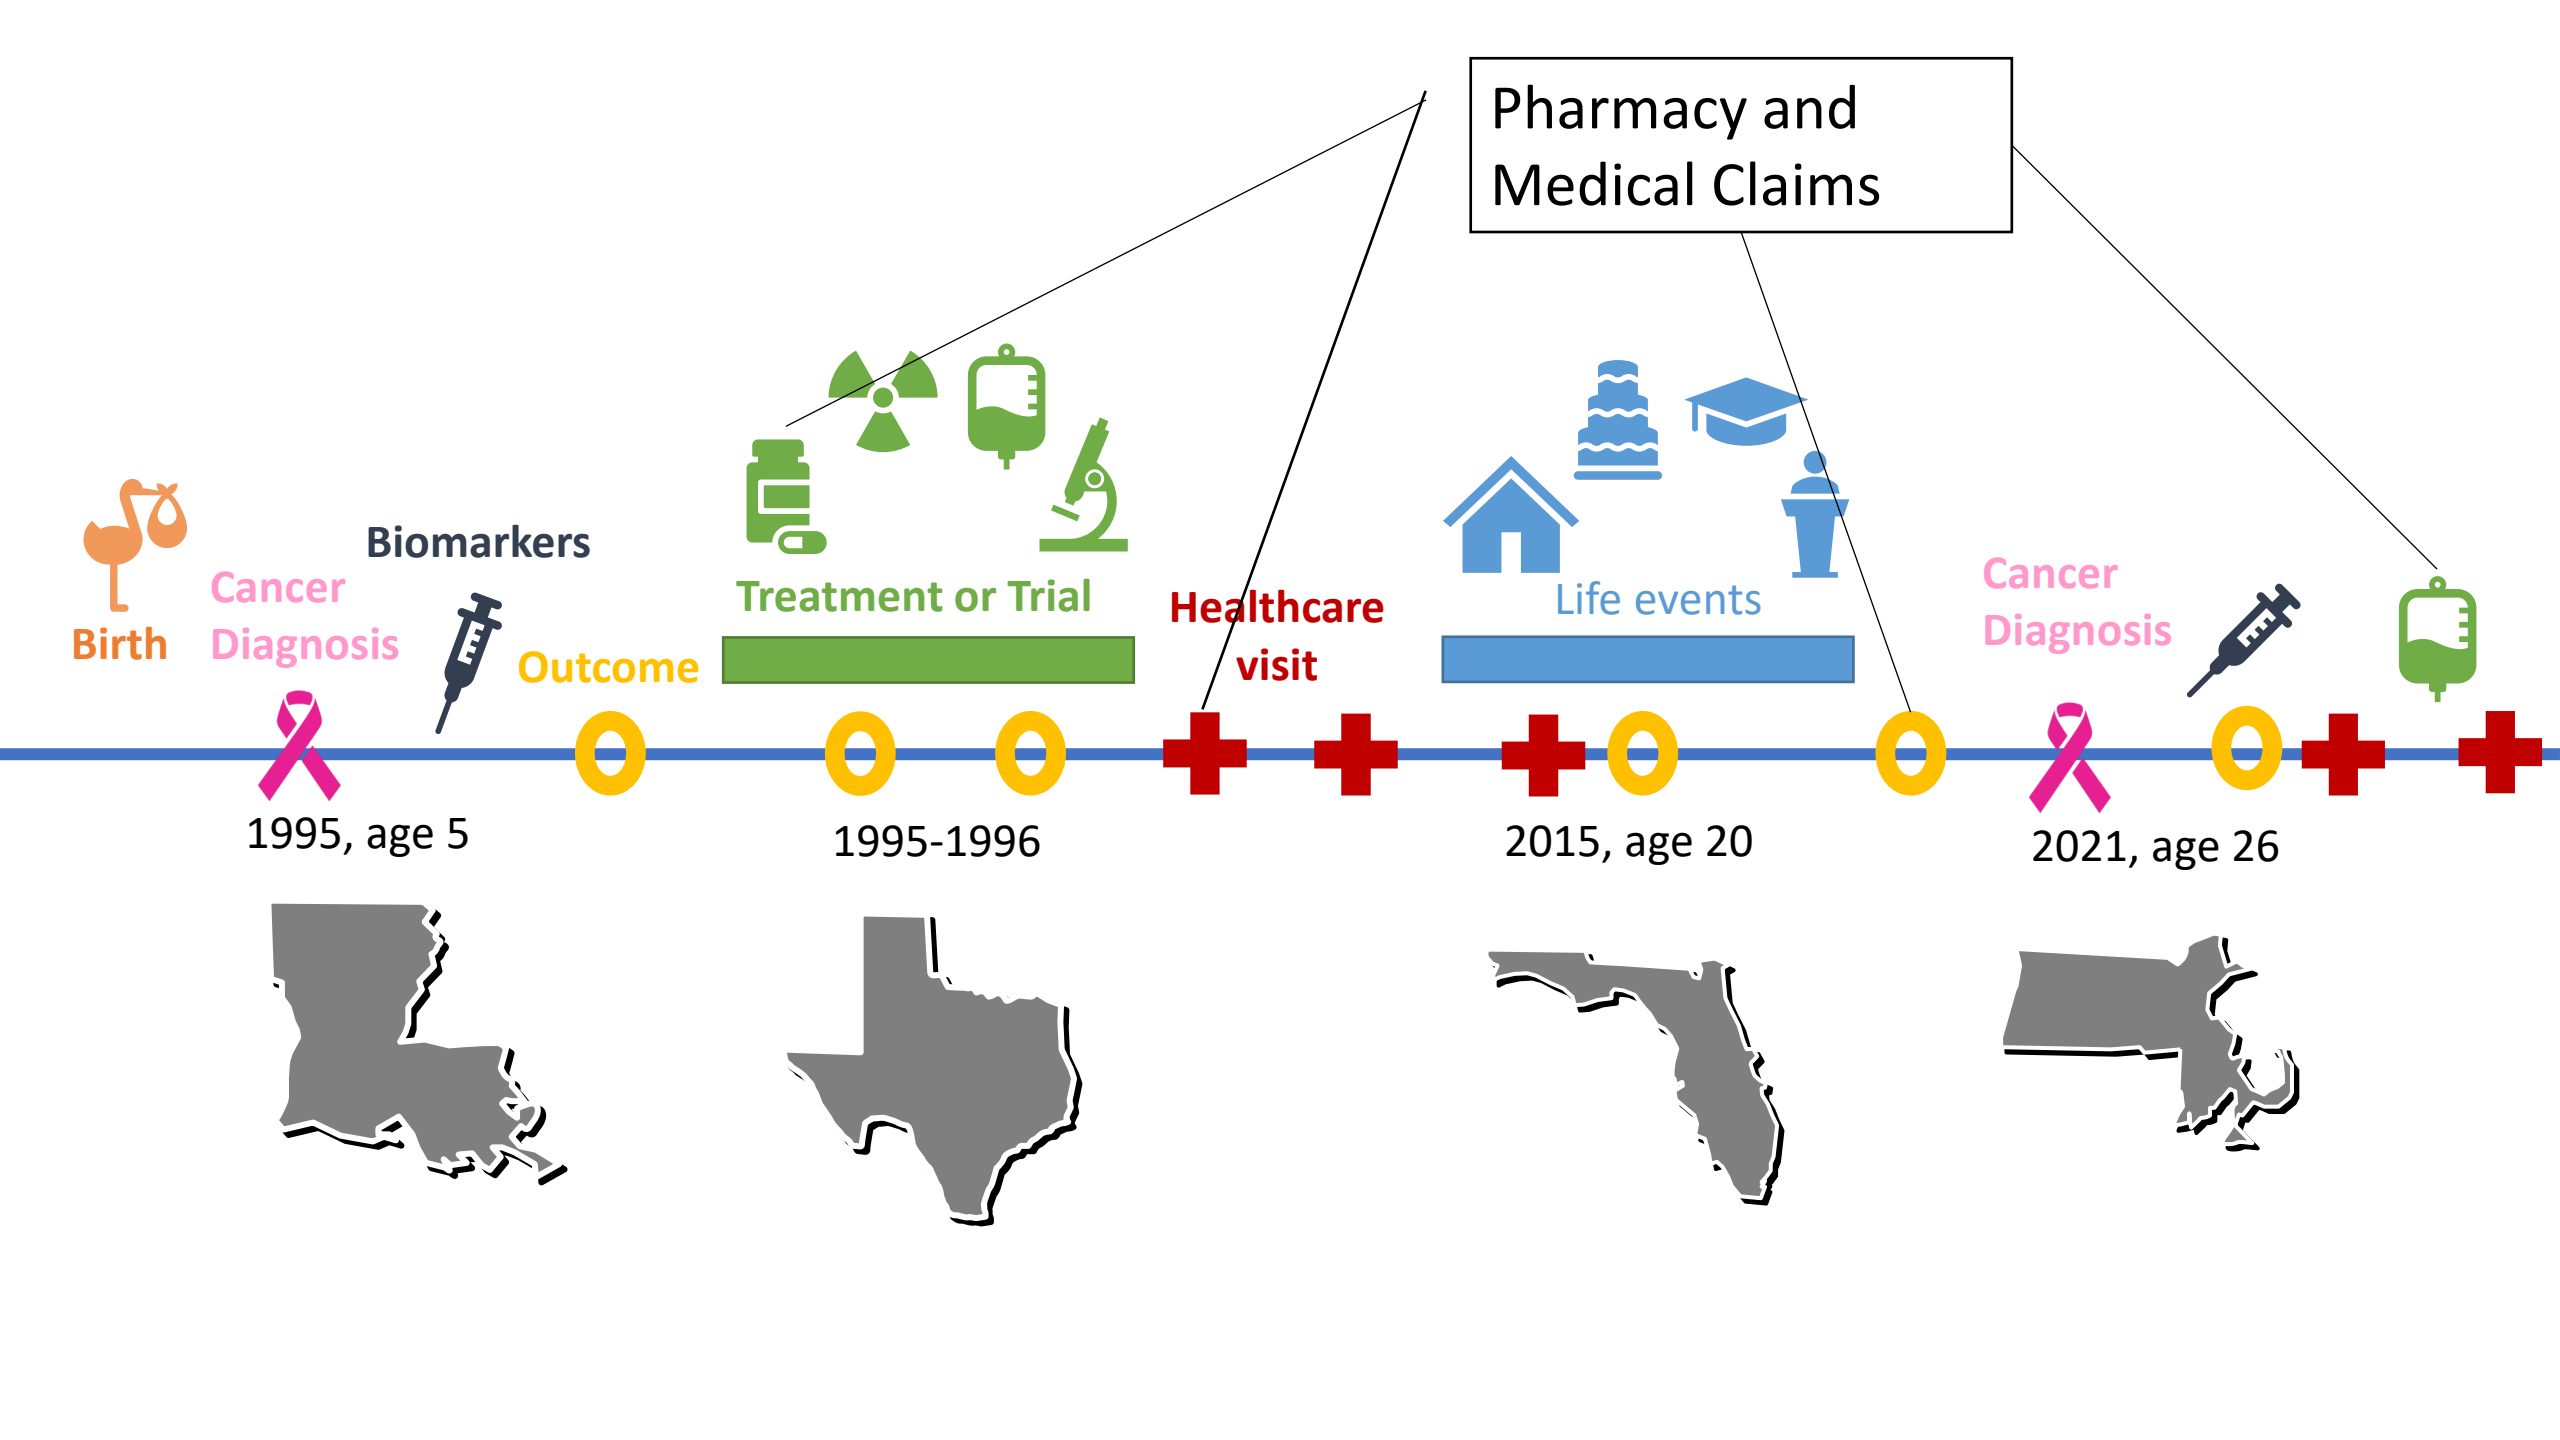 Pharmacy and
Medical Claims
Birth
Cancer
Diagnosis
Biomarkers
Outcome
Treatment or Trial
Healthcare
visit
Life events
Cancer
Diagnosis
1995, age 5
1995-1996
2015, age 20
2021, age 26